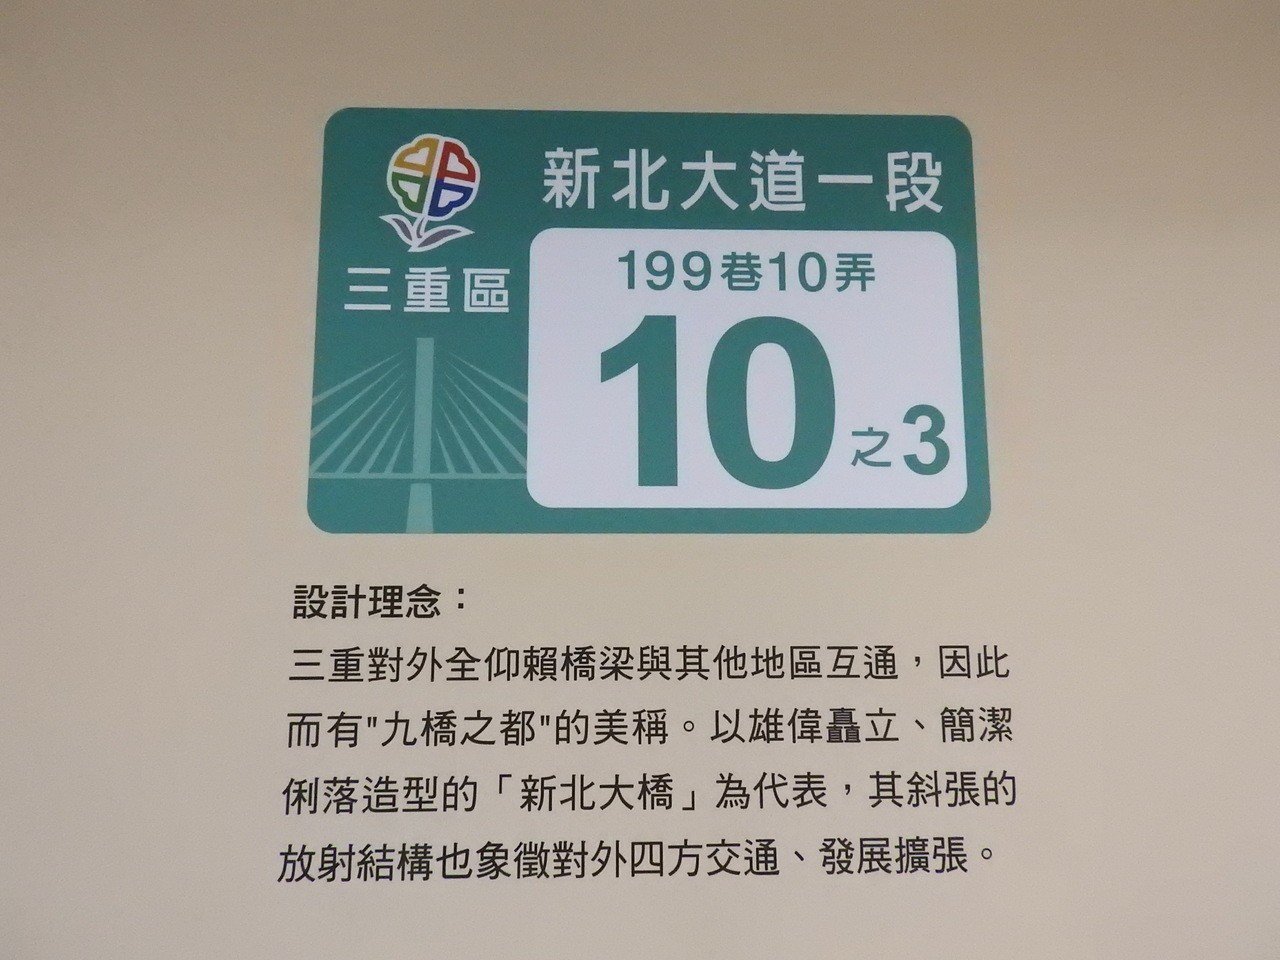 新北大道一段
三重區
199巷10弄
10之3
設計理念：
三重對外全仰賴橋梁與其他地區互通，因此
而有"九橋之都"的美稱。以雄偉矗立、簡潔
俐落造型的「新北大橋」為代表，其斜張的
放射結構也象徵對外四方交通、發展擴張。